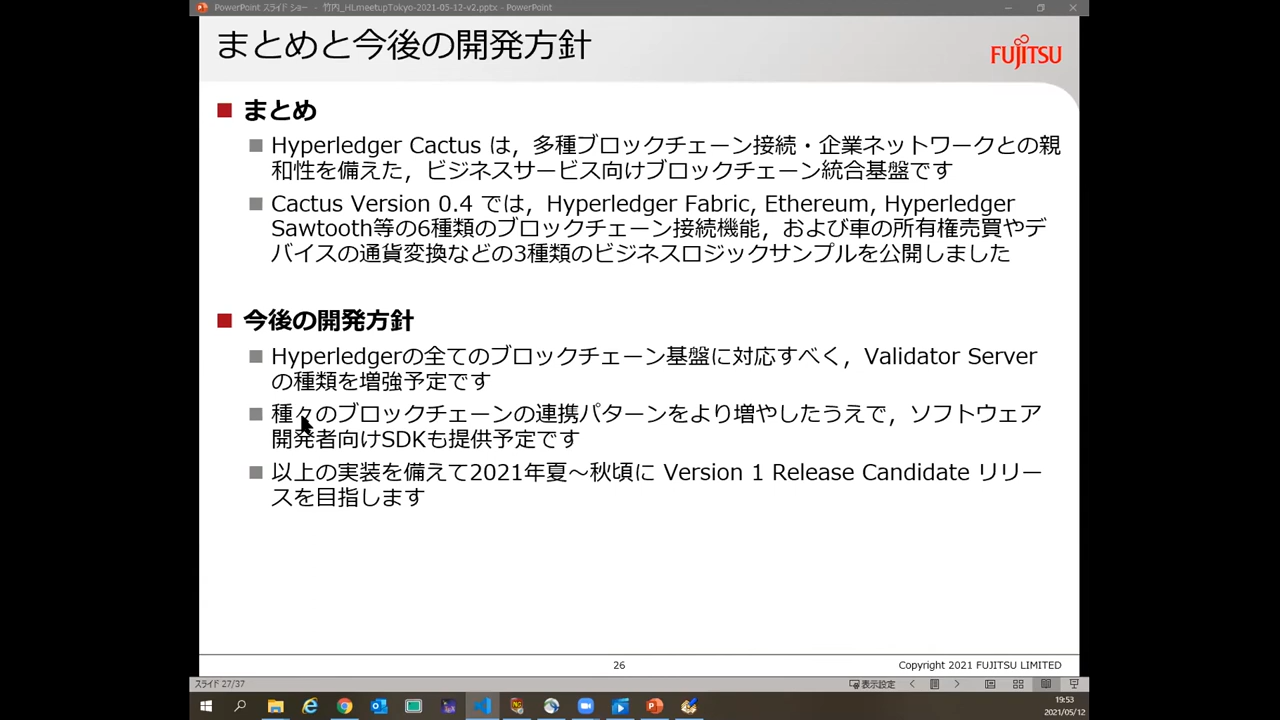 PowerPoint スライド ショー - 竹内_HLmeetupTokyo-2021-05-12-v2.pptx - PowerPoint
まとめと今後の開発方針
FUJITSU
まとめ
Hyperledger Cactus は，多種ブロックチェーン接続・企業ネットワークとの親
和性を備えた，ビジネスサービス向けブロックチェーン統合基盤です
Cactus Version 0.4 では，Hyperledger Fabric, Ethereum, Hyperledger
Sawtooth等の6種類のブロックチェーン接続機能，および車の所有権売買やデ
バイスの通貨変換などの3種類のビジネスロジックサンプルを公開しました
今後の開発方針
Hyperledgerの全てのブロックチェーン基盤に対応すべく，Validator Server
の種類を増強予定です
種々のブロックチェーンの連携パターンをより増やしたうえで，ソフトウェア
開発者向けSDKも提供予定です
以上の実装を備えて2021年夏～秋頃に Version 1 Release Candidate リリー
スを目指します
26
Copyright 2021 FUJITSU LIMITED
スライド 27/37
表示設定
19:53
2021/05/12